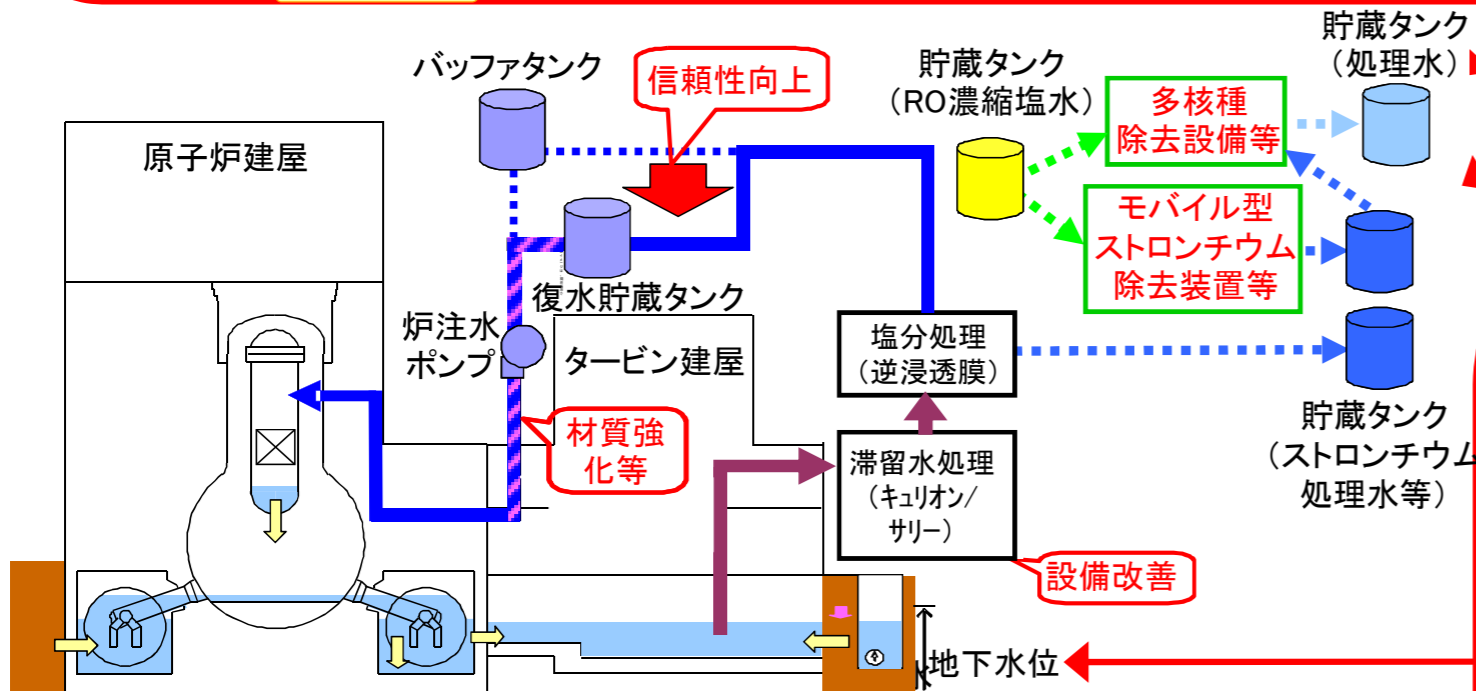 貯蔵タンク
（処理水）
バッファタンク
信頼性向上
貯蔵タンク
（RO濃縮塩水）
多核種
除去設備等
原子炉建屋
モバイル型
ストロンチウム
除去装置等
復水貯蔵タンク
炉注水
ポンプ
タービン建屋
塩分処理
（逆浸透膜）
材質強
化等
滞留水処理
（キュリオン/
サリー）
貯蔵タンク
（ストロンチウム
処理水等）
設備改善
地下水位